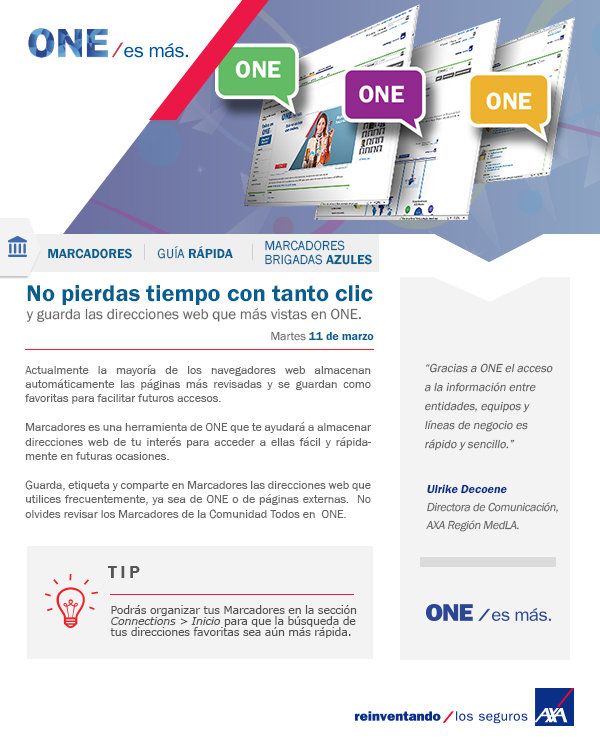 ONE / es más.
ONE
ONE
ONE
MARCADORES
GUÍA RÁPIDA
MARCADORES
BRIGADAS AZULES
No pierdas tiempo con tanto clic
y guarda las direcciones web que más vistas en ONE.
Martes 11 de marzo
Actualmente la mayoría de los navegadores web almacenan
automáticamente las páginas más revisadas y se guardan como
favoritas para facilitar futuros accesos.
Marcadores es una herramienta de ONE que te ayudará a almacenar
direcciones web de tu interés para acceder a ellas fácil y rápida-
mente en futuras ocasiones.
Guarda, etiqueta y comparte en Marcadores las direcciones web que
utilices frecuentemente, ya sea de ONE o de páginas externas. No
olvides revisar los Marcadores de la Comunidad Todos en ONE.
TIP
Podrás organizar tus Marcadores en la sección
Connections > Inicio para que la búsqueda de
tus direcciones favoritas sea aún más rápida.
“Gracias a ONE el acceso
a la información entre
entidades, equipos y
líneas de negocio es
rápido y sencillo.”
Ulrike Decoene
Directora de Comunicación,
AXA Región MedLA.
ONE / es más.
reinventando / los seguros
AXA